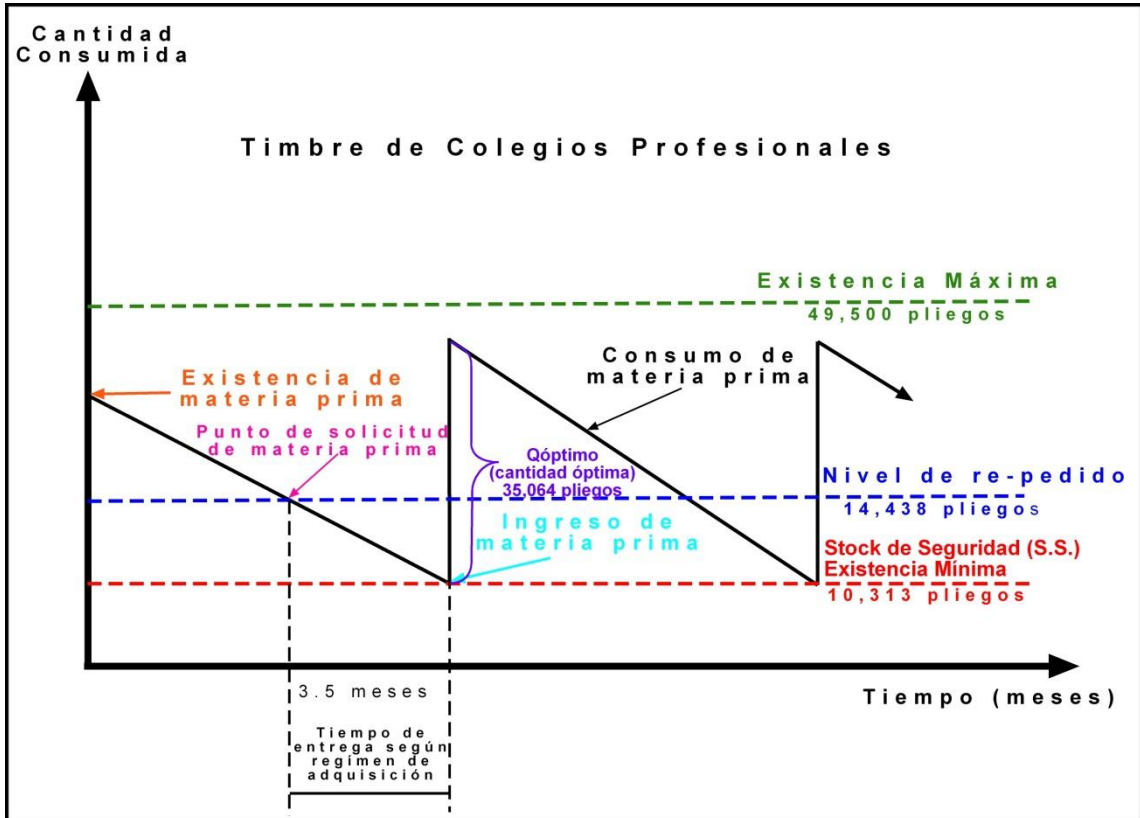 Cantidad
Consumida
Timbre de Colegios Profesionales
Existencia Máxima
49,500 pliegos
Existencia de
materia prima
Consumo de
materia prima
Punto de solicitud
de materia prima
Qóptimo
(cantidad óptima)
35,064 pliegos
Nivel de re-pedido
14,438 pliegos
Ingreso de
materia prima
Stock de Seguridad (S.S.)
Existencia Mínima
10,313 pliegos
3.5 meses
Tiempo (meses)
Tiempo de
entrega según
regimen de
adquisición